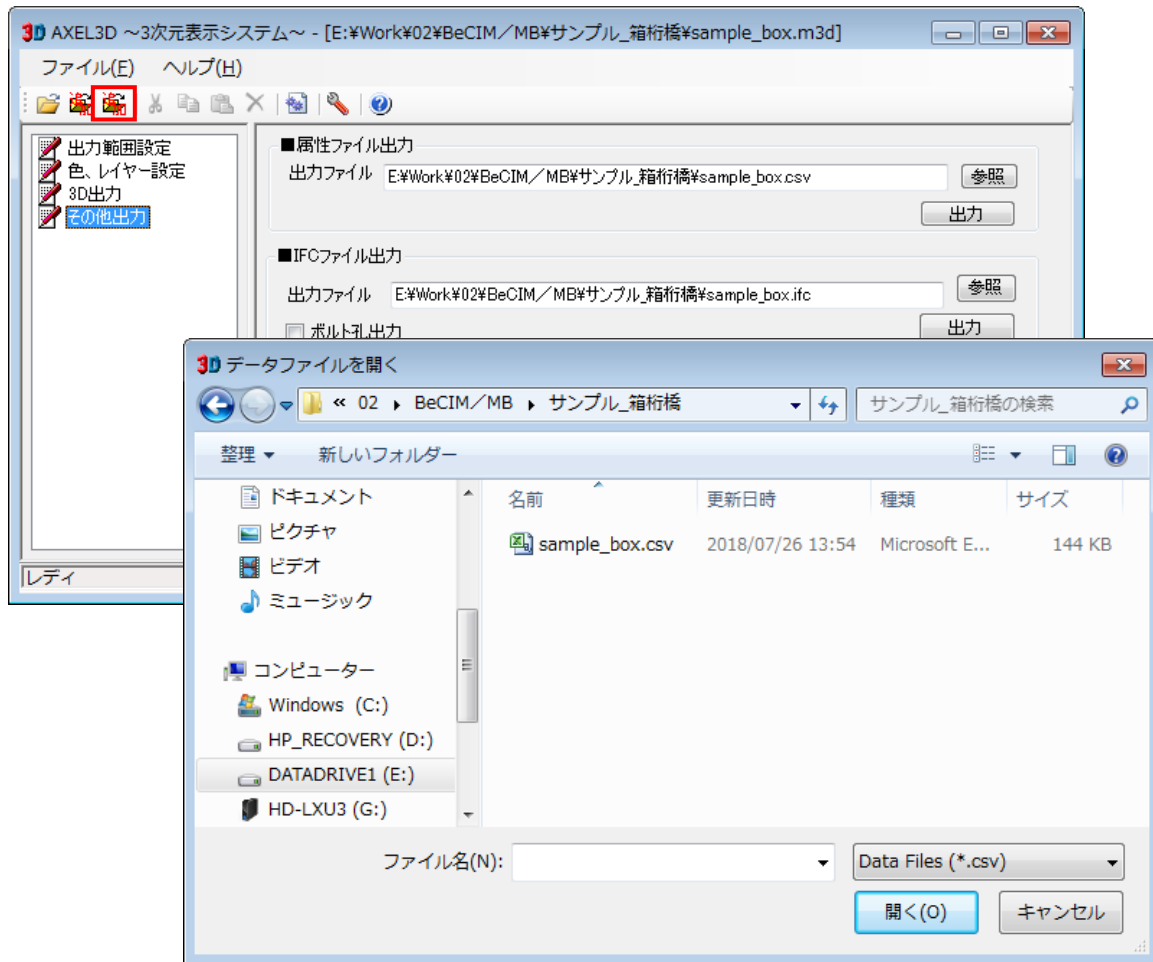 3D AXEL3D ～3次元表示システム～ - [E:¥Work¥02¥BeCIM／MB¥サンプル_箱桁橋¥sample_box.m3d]
ファイル(F) ヘルプ(H)
出力範囲設定
色、レイヤー設定
3D出力
その他出力
■属性ファイル出力
出力ファイル E:¥Work¥02¥BeCIM／MB¥サンプル_箱桁橋¥sample_box.csv 参照
出力
■IFCファイル出力
出力ファイル E:¥Work¥02¥BeCIM／MB¥サンプル_箱桁橋¥sample_box.ifc 参照
ボルト孔出力 出力
レディ
3D データファイルを開く
« 02 BeCIM／MB サンプル_箱桁橋 サンプル_箱桁橋の検索
整理 新しいフォルダー
ドキュメント
ピクチャ
ビデオ
ミュージック
コンピューター
Windows (C:)
HP_RECOVERY (D:)
DATADRIVE1 (E:)
HD-LXU3 (G:)
名前 更新日時 種類 サイズ
sample_box.csv 2018/07/26 13:54 Microsoft E... 144 KB
ファイル名(N): Data Files (*.csv)
開く(O) キャンセル